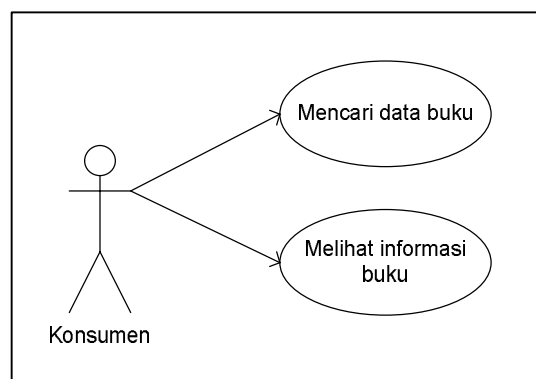 Mencari data buku
Melihat informasi
buku
Konsumen